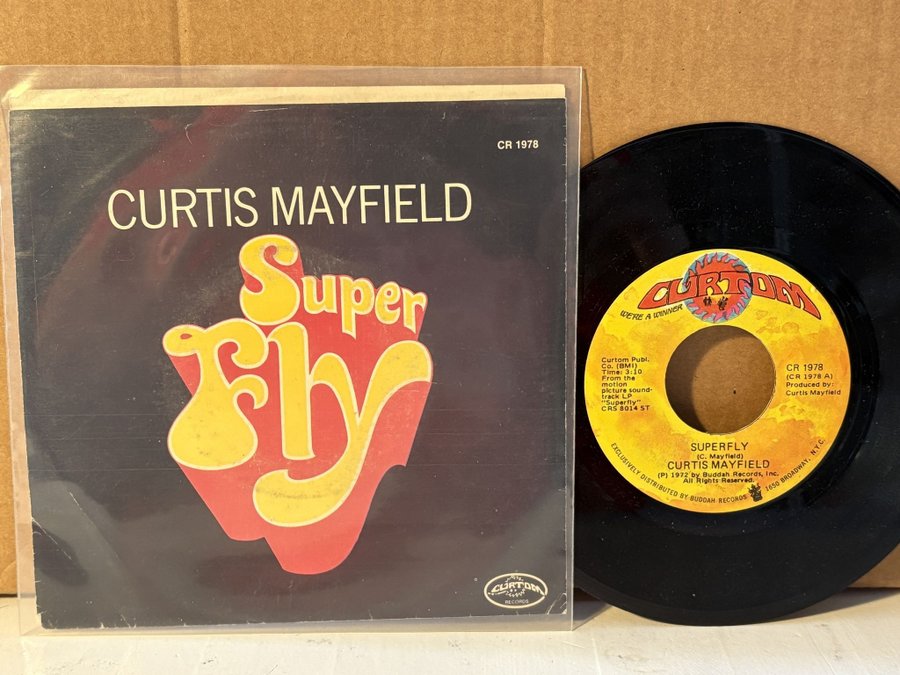 CR 1978
CURTIS MAYFIELD
Super
Fly
CURTOM
RECORDS
CURTOM
WE'RE A WINNER
Curtom Publ.
Co. (BMI)
Time: 3:10
From the
motion
picture sound-
track LP
"Superfly"
CRS 8014 ST
CR 1978
(CR 1978 A)
Produced by:
Curtis Mayfield
SUPERFLY
(C. Mayfield)
CURTIS MAYFIELD
(P) 1972 by Buddah Records, Inc.
All Rights Reserved.
EXCLUSIVELY DISTRIBUTED BY BUDDAH RECORDS 1650 BROADWAY, N.Y.C.